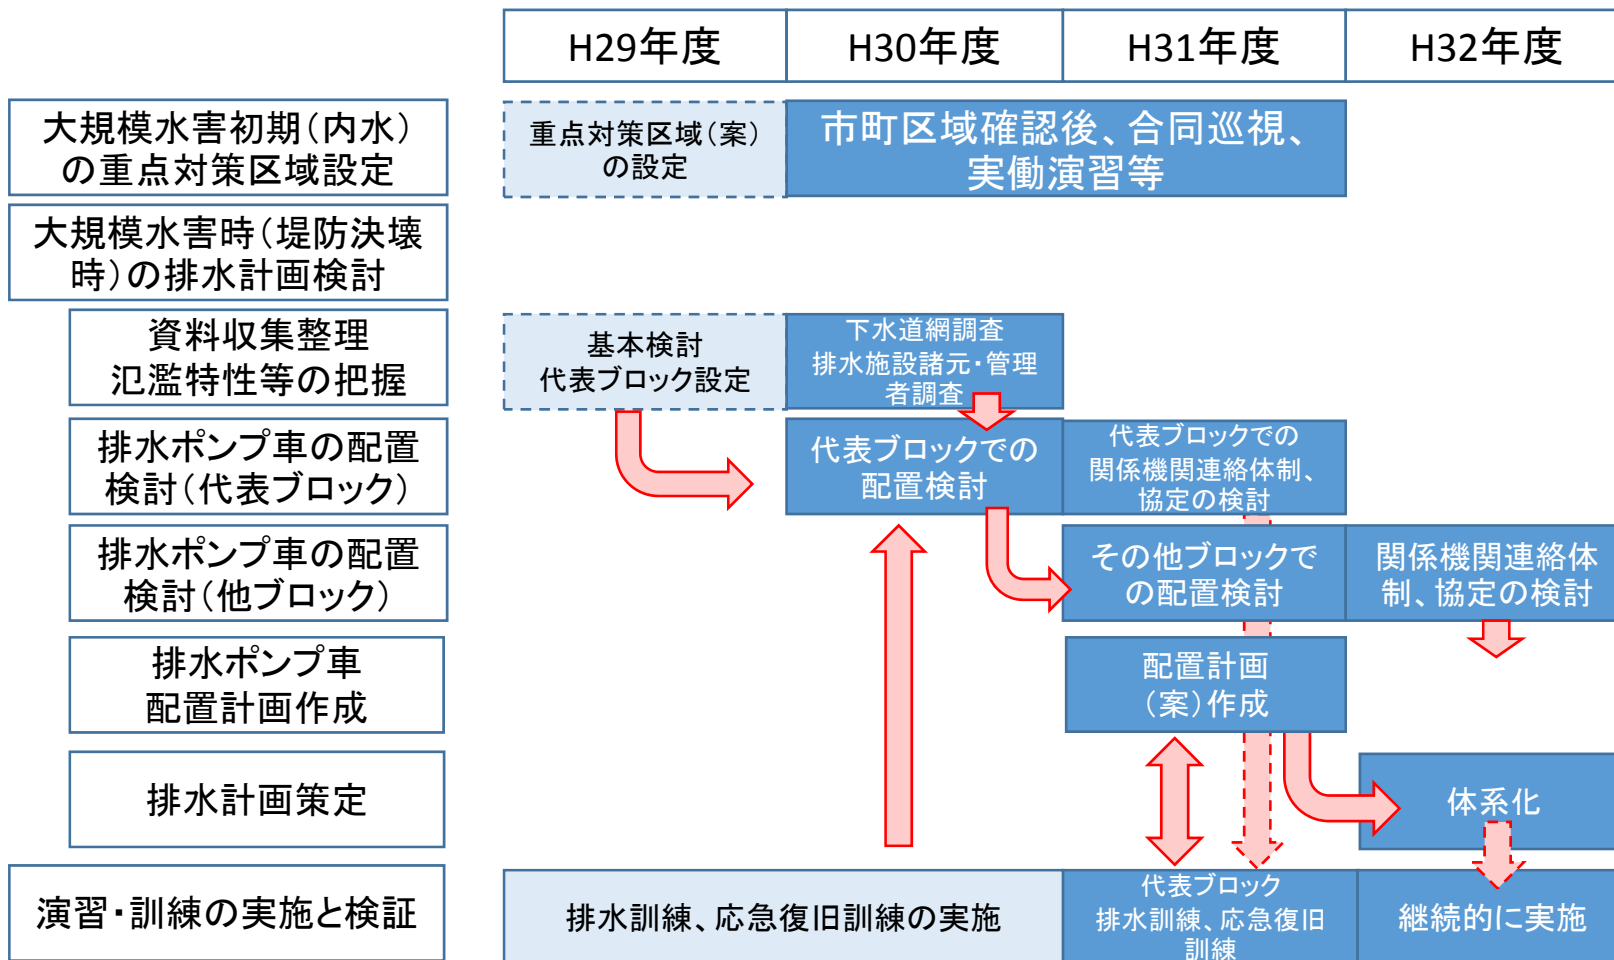 H29年度
H30年度
H31年度
H32年度
大規模水害初期(内水)
の重点対策区域設定
重点対策区域(案)
の設定
市町区域確認後、合同巡視、
実働演習等
大規模水害時(堤防決壊
時)の排水計画検討
資料収集整理
氾濫特性等の把握
基本検討
代表ブロック設定
下水道網調査
排水施設諸元・管理
者調査
排水ポンプ車の配置
検討(代表ブロック)
代表ブロックでの
配置検討
代表ブロックでの
関係機関連絡体制、
協定の検討
排水ポンプ車の配置
検討(他ブロック)
その他ブロックで
の配置検討
関係機関連絡体
制、協定の検討
排水ポンプ車
配置計画作成
配置計画
(案)作成
排水計画策定
体系化
演習・訓練の実施と検証
排水訓練、応急復旧訓練の実施
代表ブロック
排水訓練、応急復旧
訓練
継続的に実施